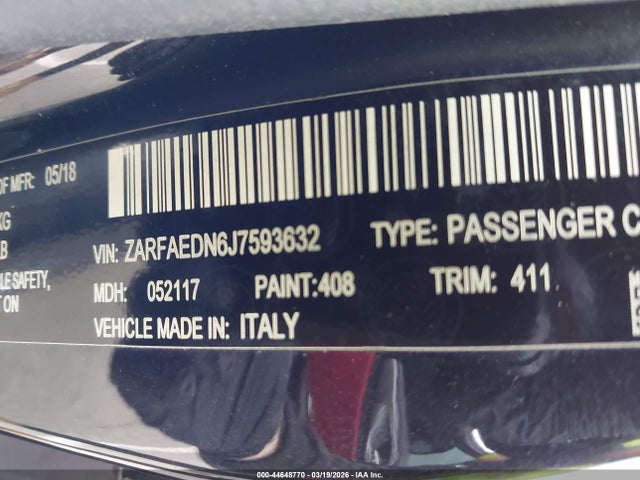 OF MFR: 05/18
KG
LB
VIN: ZARFAEDN6J7593632 TYPE: PASSENGER C
LE SAFETY,
T ON
MDH: 052117 PAINT:408 TRIM: 411
VEHICLE MADE IN: ITALY
000-44648770 - 03/19/2026 - IAA Inc.